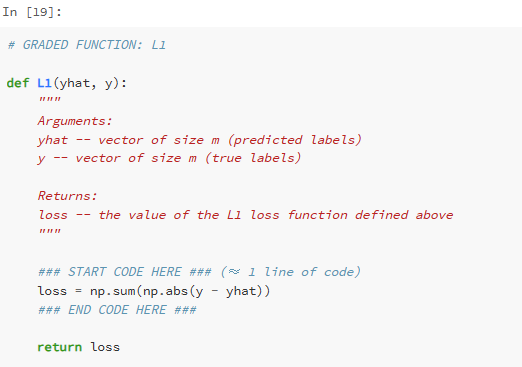 In [19]:
# GRADED FUNCTION: L1
def L1(yhat, y):
"""
Arguments:
yhat -- vector of size m (predicted labels)
y -- vector of size m (true labels)
Returns:
loss -- the value of the L1 loss function defined above
"""
### START CODE HERE ### (≈ 1 line of code)
loss = np.sum(np.abs(y - yhat))
### END CODE HERE ###
return loss